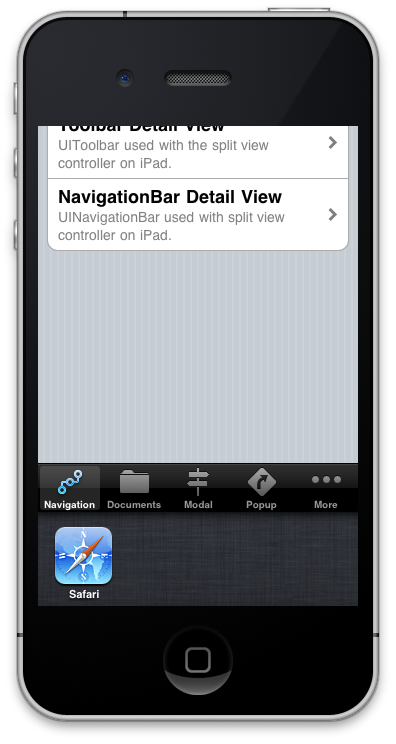 Toolbar Detail View
UIToolbar used with the split view
controller on iPad.
NavigationBar Detail View
UINavigationBar used with split view
controller on iPad.
Navigation Documents Modal Popup More
Safari